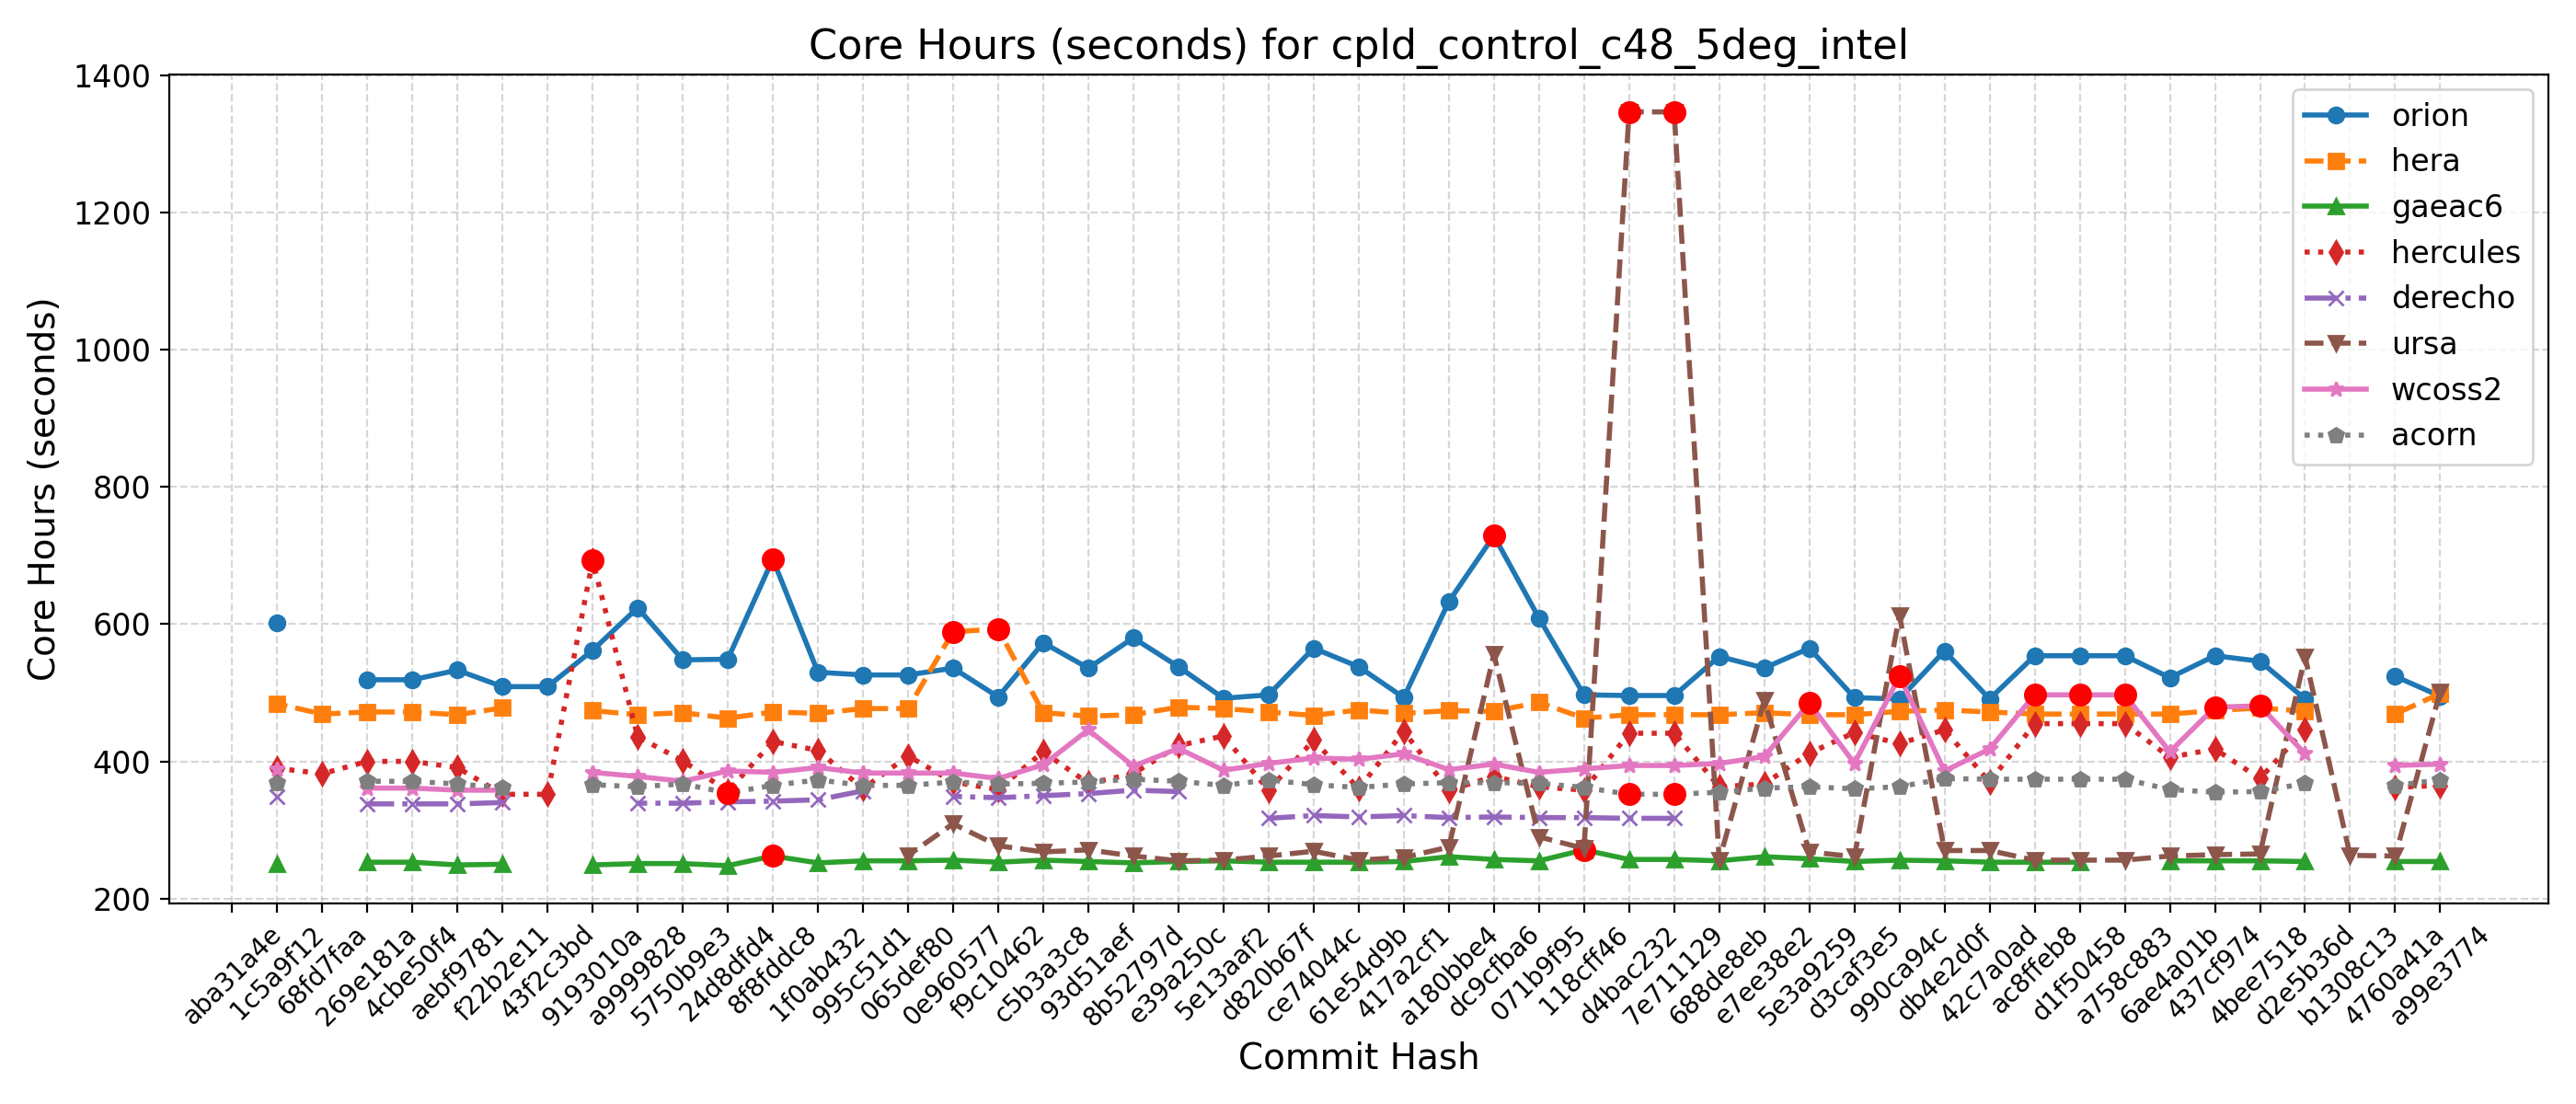 Core Hours (seconds) for cpld_control_c48_5deg_intel
Core Hours (seconds)
1400
1200
1000
800
600
400
200
orion
hera
gaeac6
hercules
derecho
ursa
wcoss2
acorn
aba31a4e
1c5a9f12
68fd7faa
269e181a
4cbe50f4
aebf9781
f22b2e11
43f2c3bd
9193010a
a9999828
5750b9e3
24d8dfd4
8f8fddc8
1f0ab432
995c51d1
065def80
0e960577
f9c10462
c5b3a3c8
93d51aef
8b52797d
e39a250c
5e13aaf2
d820b67f
ce74044c
61e54d9b
417a2cf1
a180bbe4
dc9cfba6
071b9f95
118cff46
d4bac232
7e711129
688de8eb
e7ee38e2
5e3a9259
d3caf3e5
990ca94c
db4e2d0f
42c7a0ad
ac8ffeb8
d1f50458
a758c883
6ae4a01b
437cf974
4bee7518
d2e5b36d
b1308c13
4760a41a
a99e3774
Commit Hash